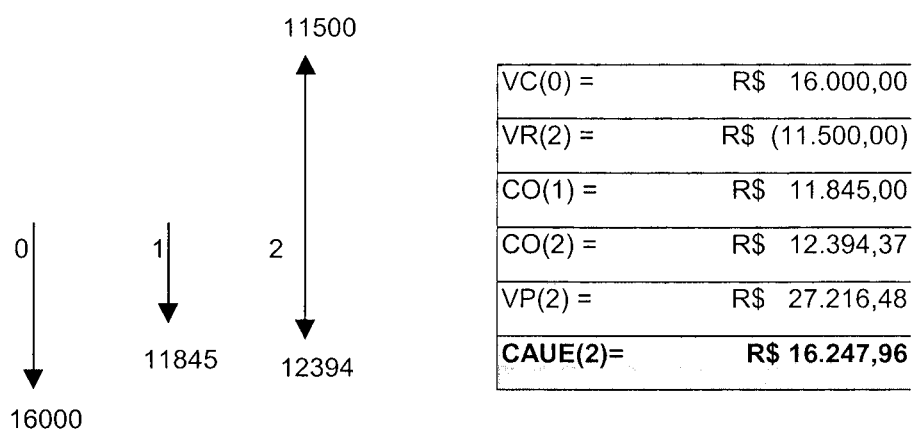 11500
0
1
2
11845
12394
16000
VC(0) = R$ 16.000,00
VR(2) = R$ (11.500,00)
CO(1) = R$ 11.845,00
CO(2) = R$ 12.394,37
VP(2) = R$ 27.216,48
CAUE(2)= R$ 16.247,96